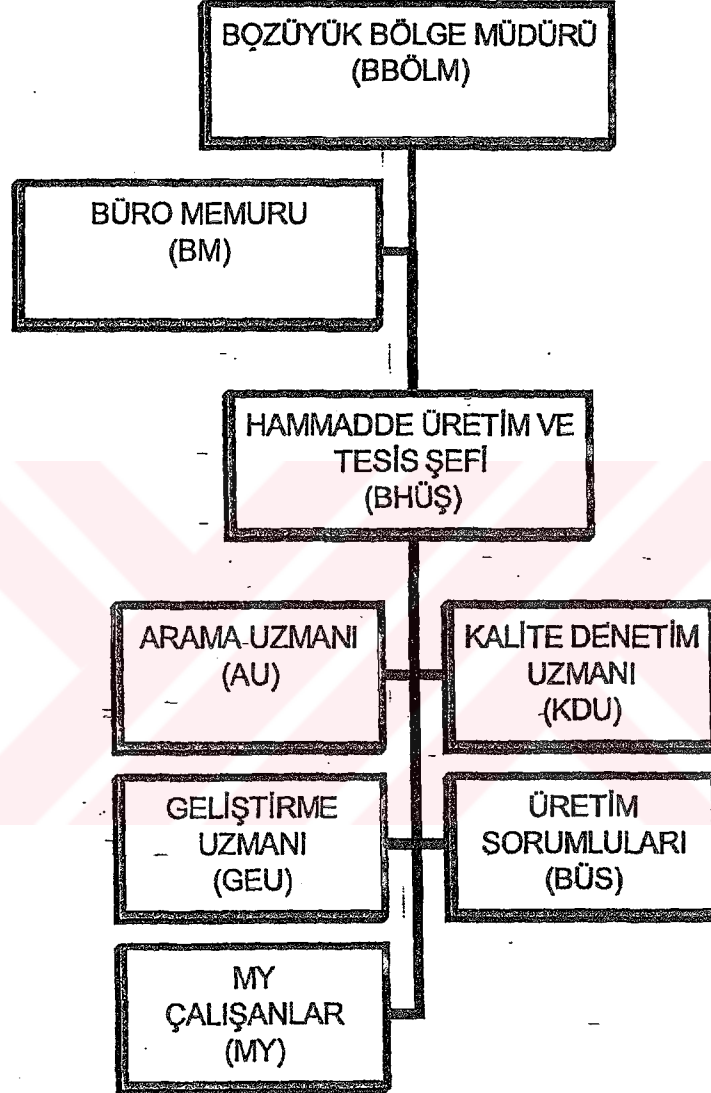 BOZÜYÜK BÖLGE MÜDÜRÜ
(BBÖLM)
BÜRO MEMURU
(BM)
HAMMADDE ÜRETİM VE
TESİS ŞEFİ
(BHÜŞ)
ARAMA UZMANI
(AU)
KALİTE DENETİM
UZMANI
(KDU)
GELİŞTİRME
UZMANI
(GEU)
ÜRETİM
SORUMLULARI
(BÜS)
MY
ÇALIŞANLAR
(MY)